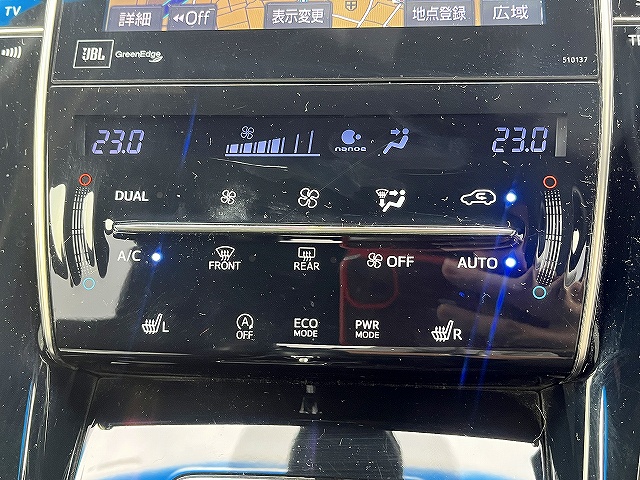 TV
詳細 ◀◀Off 表示変更 地点登録 広域
JBL GreenEdge 510137
23.0 nanoe 23.0
DUAL
A/C FRONT REAR OFF AUTO
L A OFF ECO MODE PWR MODE R